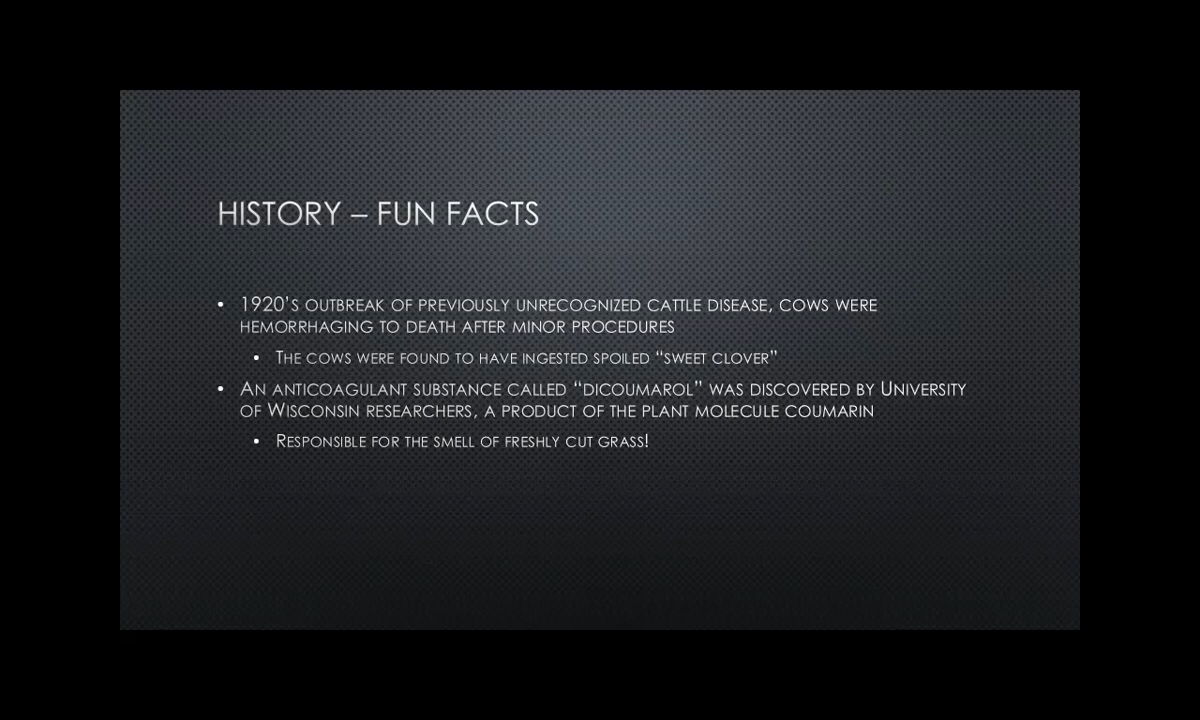 HISTORY – FUN FACTS
• 1920’S OUTBREAK OF PREVIOUSLY UNRECOGNIZED CATTLE DISEASE, COWS WERE
HEMORRHAGING TO DEATH AFTER MINOR PROCEDURES
• THE COWS WERE FOUND TO HAVE INGESTED SPOILED “SWEET CLOVER”
• AN ANTICOAGULANT SUBSTANCE CALLED “DICOUMAROL” WAS DISCOVERED BY UNIVERSITY
OF WISCONSIN RESEARCHERS, A PRODUCT OF THE PLANT MOLECULE COUMARIN
• RESPONSIBLE FOR THE SMELL OF FRESHLY CUT GRASS!